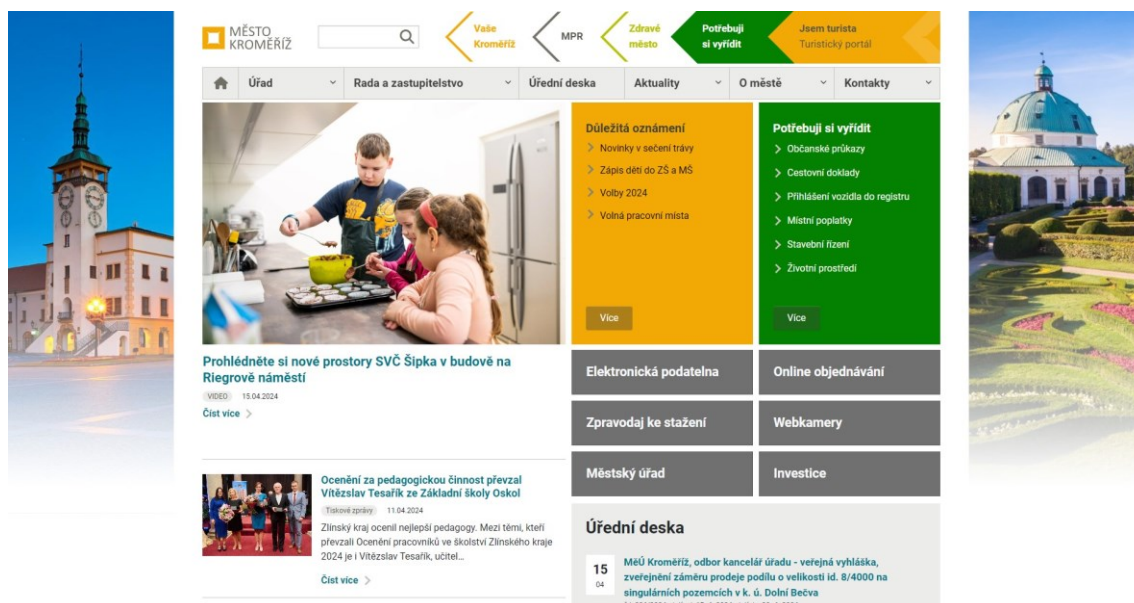 MĚSTO
KROMĚŘÍŽ
Vaše
Kroměříž
MPR
Zdravé
město
Potřebuji
si vyřídit
Jsem turista
Turistický portál
Úřad
Rada a zastupitelstvo
Úřední deska
Aktuality
O městě
Kontakty
Důležitá oznámení
Novinky v sečení trávy
Zápis dětí do ZŠ a MŠ
Volby 2024
Volná pracovní místa
Více
Potřebuji si vyřídit
Občanské průkazy
Cestovní doklady
Přihlášení vozidla do registru
Místní poplatky
Stavební řízení
Životní prostředí
Více
Prohlédněte si nové prostory SVČ Šipka v budově na
Riegrově náměstí
VIDEO 15.04.2024
Číst více
Elektronická podatelna
Online objednávání
Zpravodaj ke stažení
Webkamery
Městský úřad
Investice
Ocenění za pedagogickou činnost převzal
Vítězslav Tesařík ze Základní školy Oskol
Tiskové zprávy 11.04.2024
Zlínský kraj ocenil nejlepší pedagogy. Mezi těmi, kteří
převzali Ocenění pracovníků ve školství Zlínského kraje
2024 je i Vítězslav Tesařík, učitel...
Číst více
Úřední deska
15
04
MěÚ Kroměříž, odbor kancelář úřadu - veřejná vyhláška,
zveřejnění záměru prodeje podílu o velikosti id. 8/4000 na
singulárních pozemcích v k. ú. Dolní Bečva